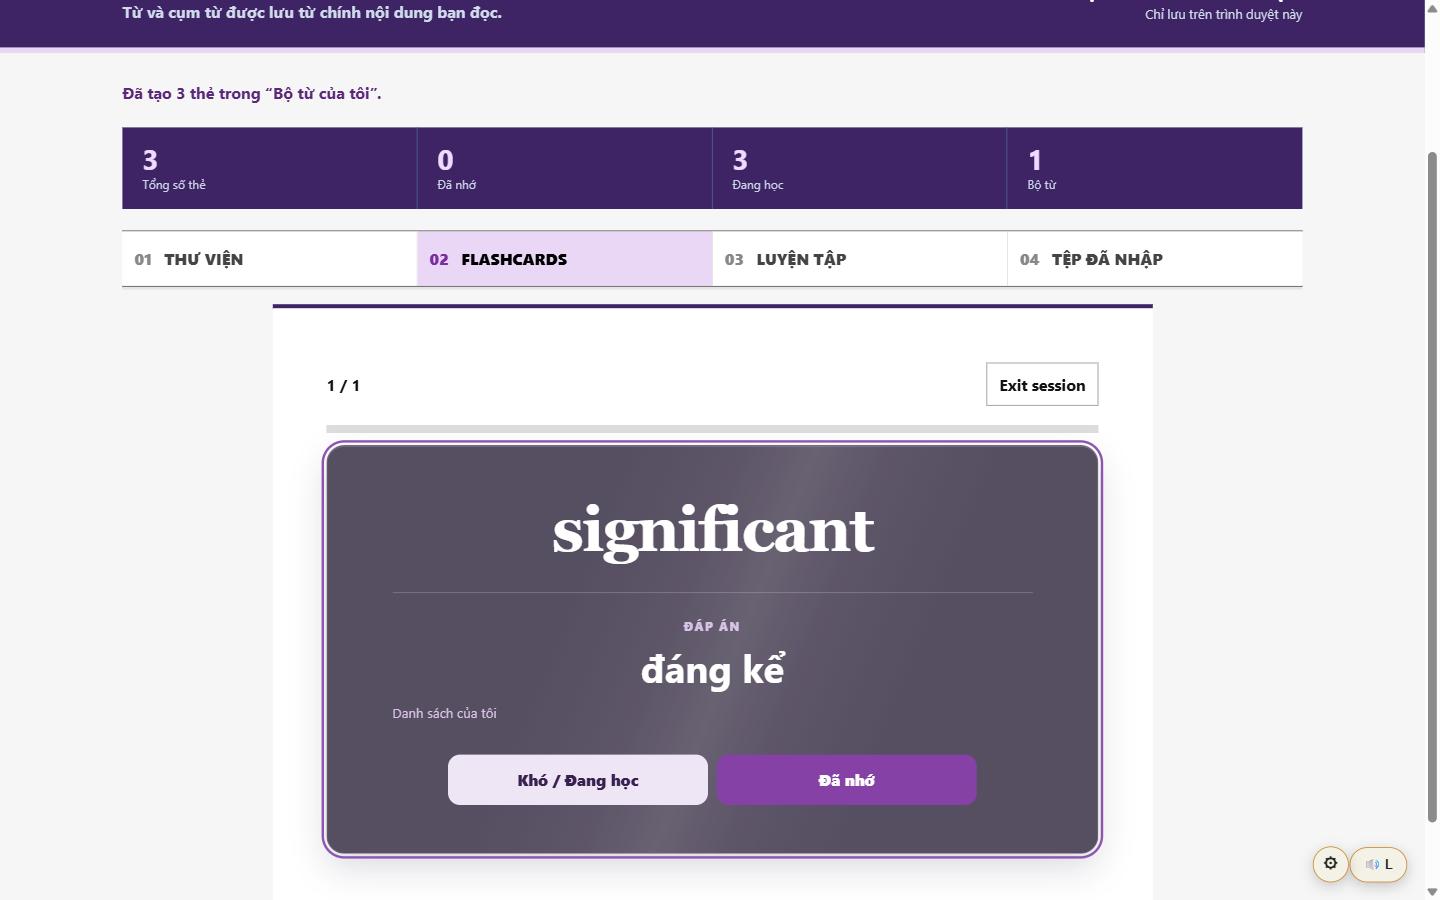 Từ và cụm từ được lưu từ chính nội dung bạn đọc.
Chỉ lưu trên trình duyệt này
Đã tạo 3 thẻ trong “Bộ từ của tôi”.
3
Tổng số thẻ
0
Đã nhớ
3
Đang học
1
Bộ từ
01 THƯ VIỆN
02 FLASHCARDS
03 LUYỆN TẬP
04 TỆP ĐÃ NHẬP
1 / 1
Exit session
significant
ĐÁP ÁN
đáng kể
Danh sách của tôi
Khó / Đang học
Đã nhớ
L